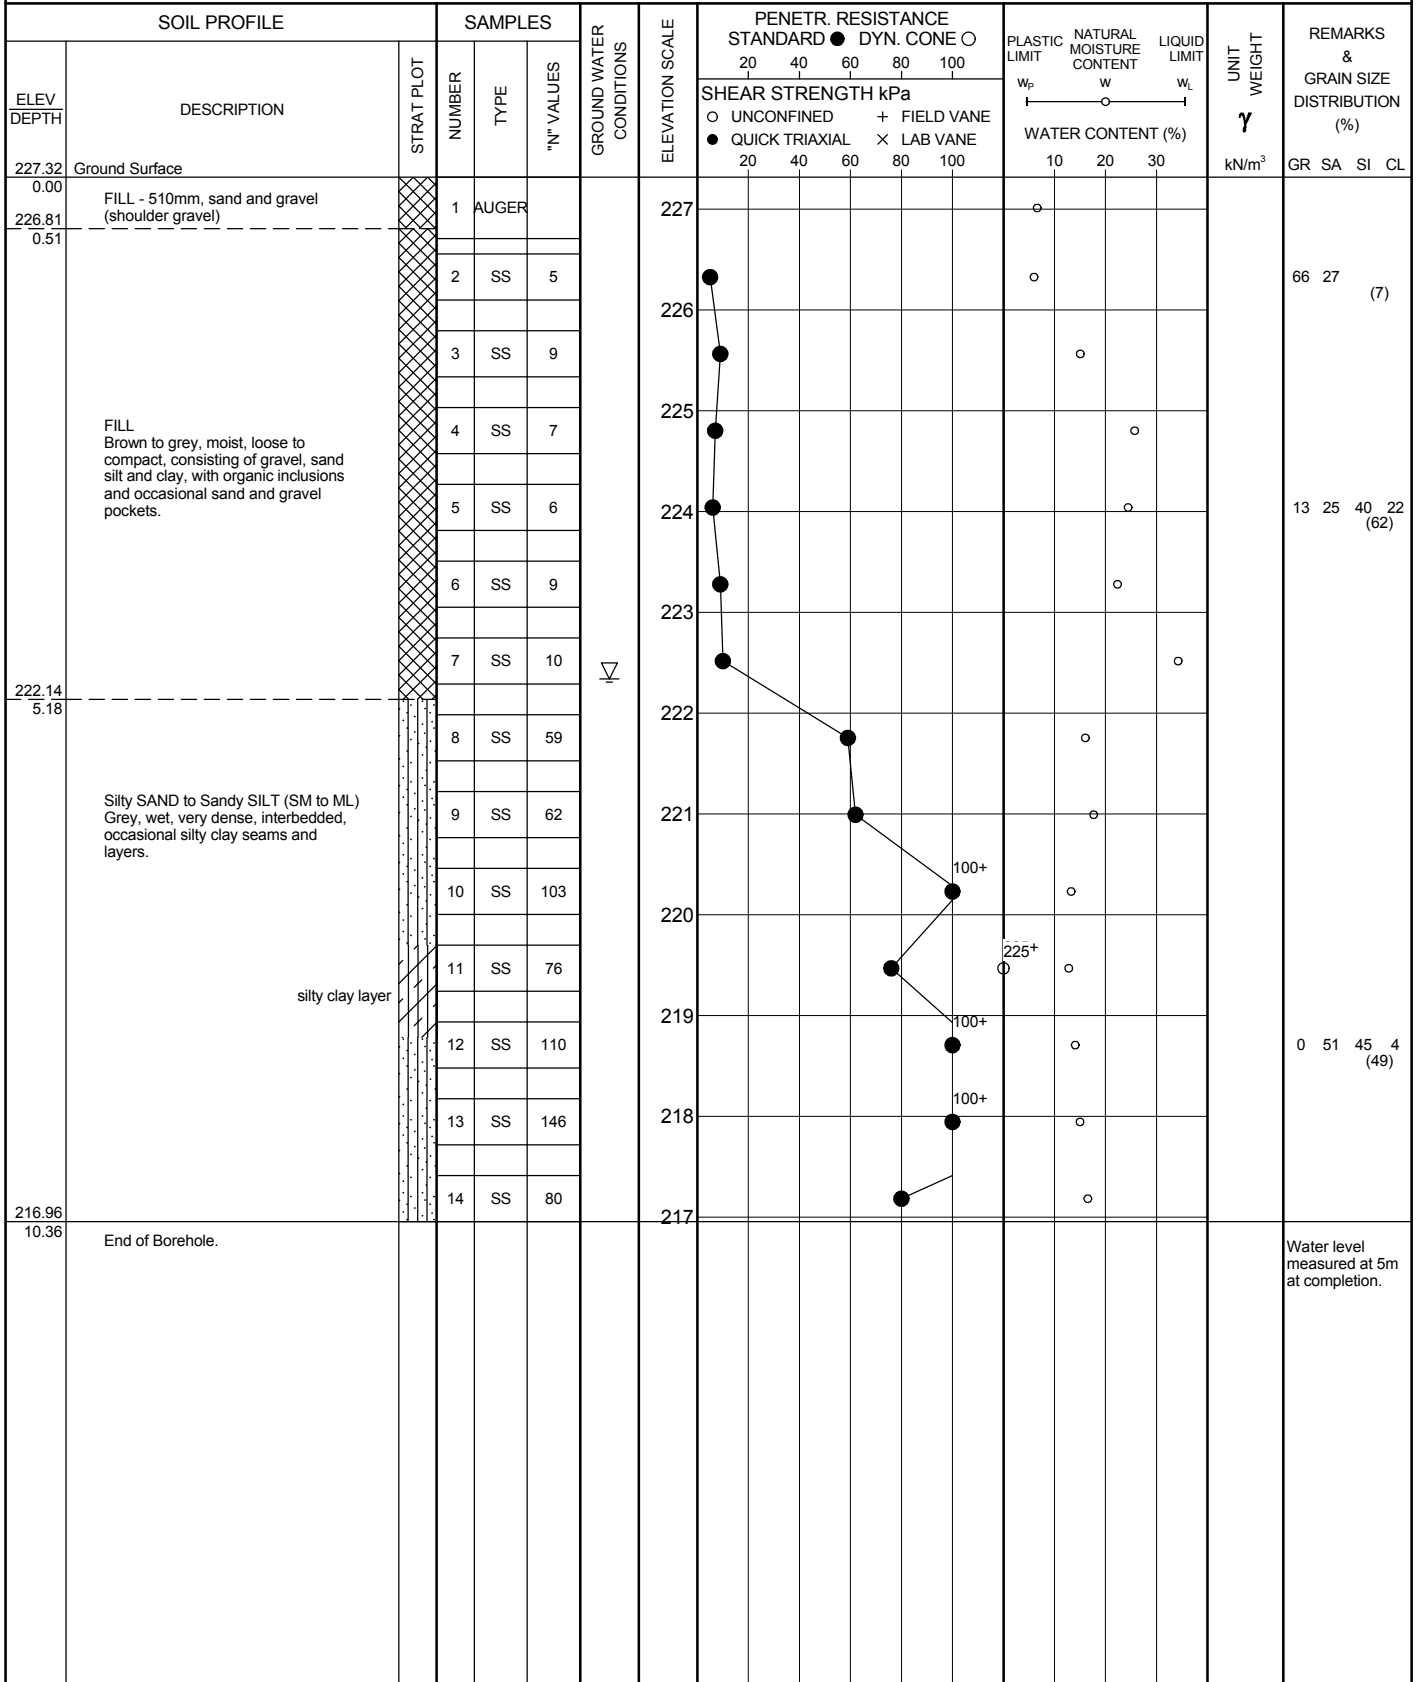 SOIL PROFILE
SAMPLES
GROUND WATER
CONDITIONS
ELEVATION SCALE
PENETR. RESISTANCE
STANDARD ● DYN. CONE ○
20 40 60 80 100
SHEAR STRENGTH kPa
○ UNCONFINED + FIELD VANE
● QUICK TRIAXIAL × LAB VANE
20 40 60 80 100
PLASTIC
LIMIT
NATURAL
MOISTURE
CONTENT
LIQUID
LIMIT
WP W WL
WATER CONTENT (%)
10 20 30
UNIT
WEIGHT
γ
kN/m³
REMARKS
&
GRAIN SIZE
DISTRIBUTION
(%)
GR SA SI CL
ELEV
DEPTH
DESCRIPTION
STRAT PLOT
NUMBER
TYPE
"N" VALUES
227.32 Ground Surface
0.00
FILL - 510mm, sand and gravel
(shoulder gravel)
226.81
0.51
1 AUGER
227
2 SS 5
66 27
(7)
226
3 SS 9
225
FILL
Brown to grey, moist, loose to
compact, consisting of gravel, sand
silt and clay, with organic inclusions
and occasional sand and gravel
pockets.
4 SS 7
5 SS 6
224
13 25 40 22
(62)
6 SS 9
223
7 SS 10
222.14
5.18
222
8 SS 59
Silty SAND to Sandy SILT (SM to ML)
Grey, wet, very dense, interbedded,
occasional silty clay seams and
layers.
9 SS 62
221
100+
10 SS 103
220
225+
11 SS 76
silty clay layer
219
100+
12 SS 110
0 51 45 4
(49)
100+
218
13 SS 146
14 SS 80
216.96
10.36
217
End of Borehole.
Water level
measured at 5m
at completion.